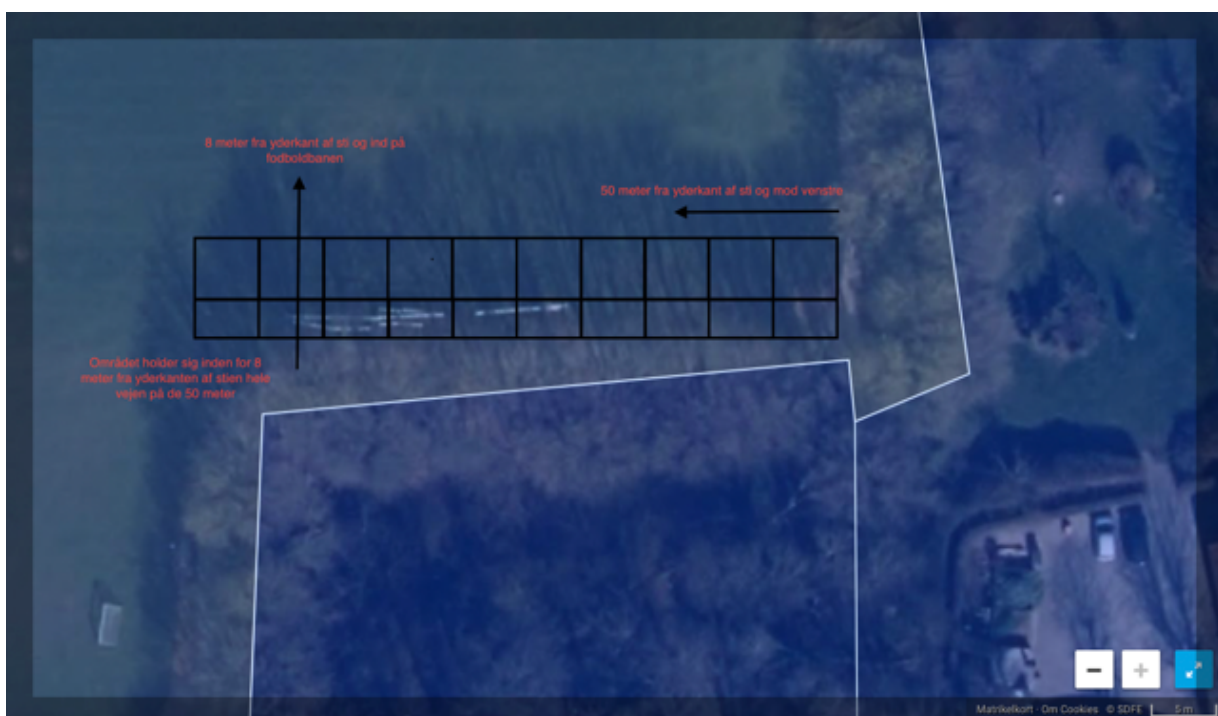 8 meter fra yderkant af sti og ind på
fodboldbanen
50 meter fra yderkant af sti og mod venstre
Området holder sig inden for 8
meter fra yderkanten af stien hele
vejen på de 50 meter
Matrikelkort · Om Cookies © SDFE 5 m